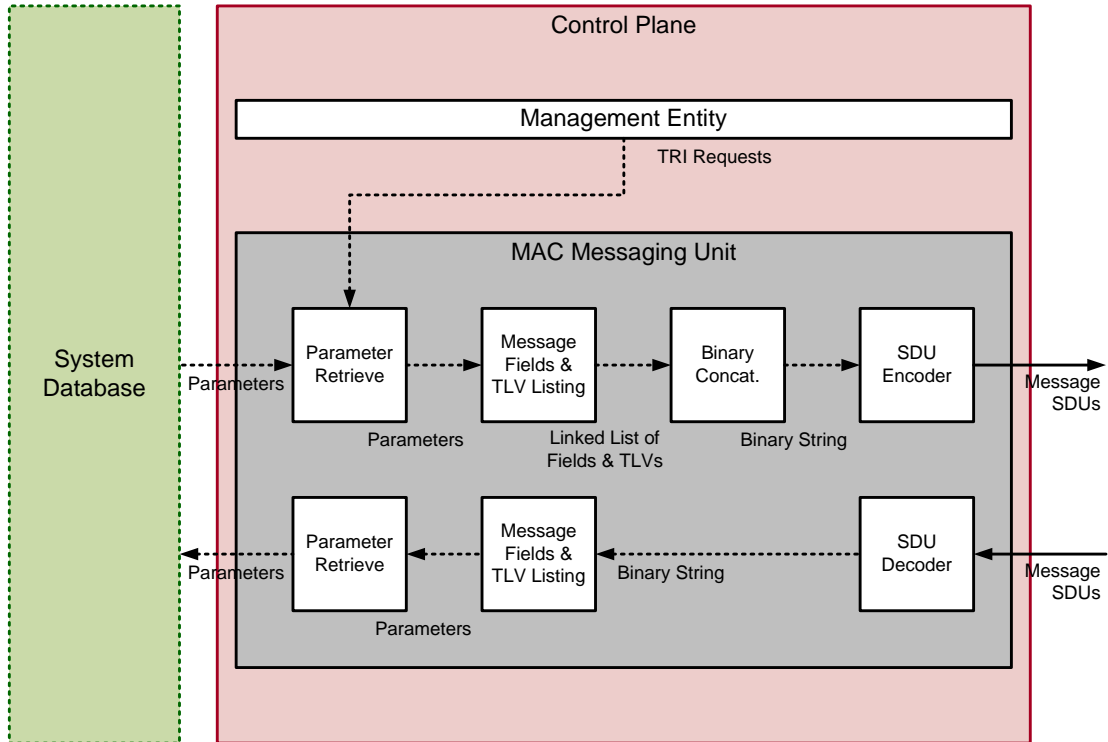 Control Plane
Management Entity
TRI Requests
MAC Messaging Unit
System
Database
Parameters
Parameter
Retrieve
Parameters
Message
Fields &
TLV Listing
Linked List of
Fields & TLVs
Binary
Concat.
Binary String
SDU
Encoder
Message
SDUs
Parameters
Parameter
Retrieve
Parameters
Message
Fields &
TLV Listing
Binary String
SDU
Decoder
Message
SDUs